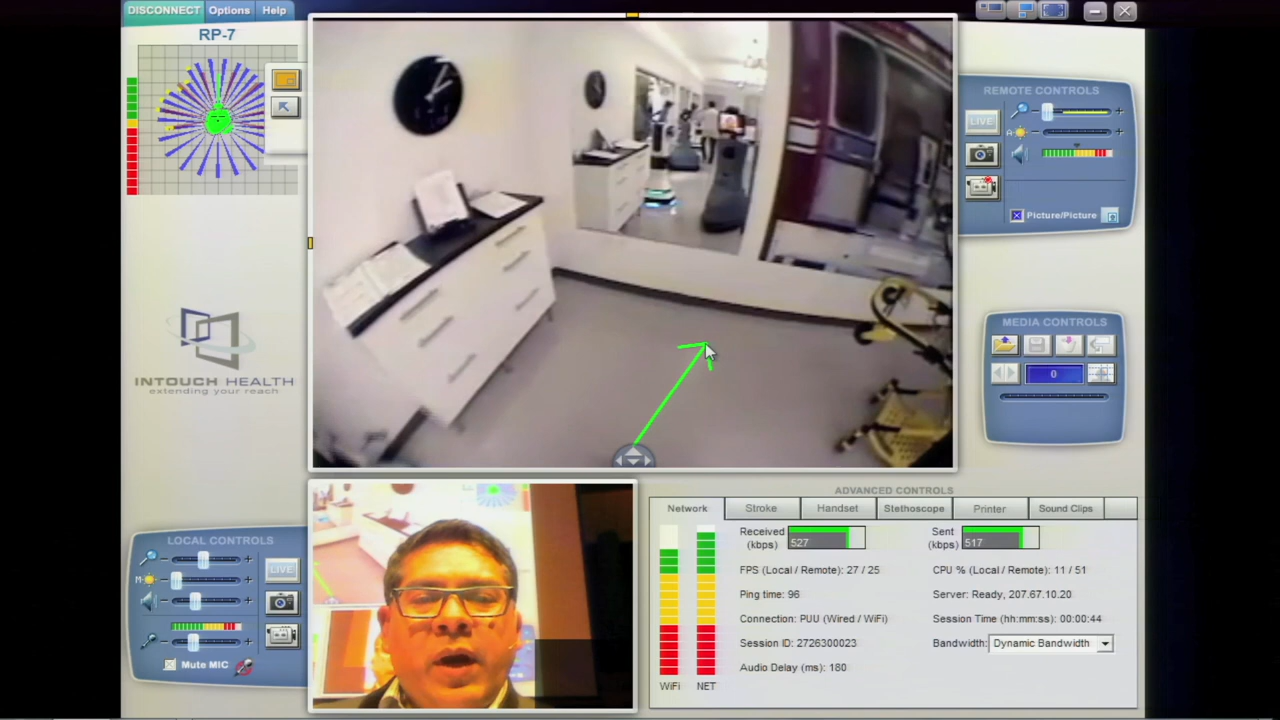 DISCONNECT Options Help
RP-7
REMOTE CONTROLS
LIVE
A
Picture/Picture
INTOUCH HEALTH
extending your reach
MEDIA CONTROLS
0
LOCAL CONTROLS
LIVE
M
Mute MIC
ADVANCED CONTROLS
Network Stroke Handset Stethoscope Printer Sound Clips
Received (kbps) 527
Sent (kbps) 517
FPS (Local / Remote): 27 / 25
CPU % (Local / Remote): 11 / 51
Ping time: 96
Server: Ready, 207.67.10.20
Connection: PUU (Wired / WiFi)
Session Time (hh:mm:ss): 00:00:44
Session ID: 2726300023
Bandwidth: Dynamic Bandwidth
Audio Delay (ms): 180
WiFi NET